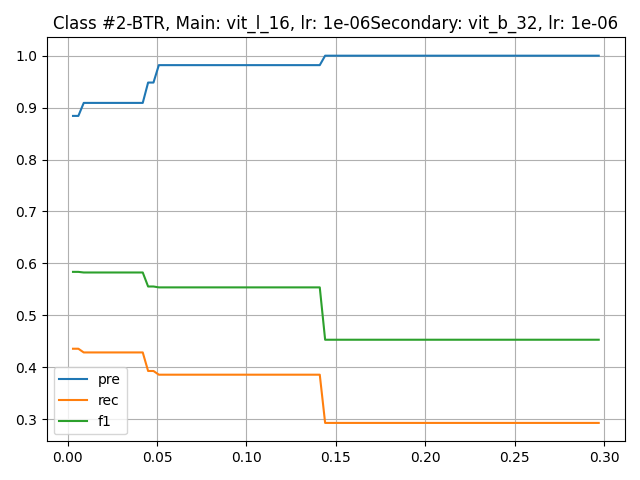 Class #2-BTR, Main: vit_l_16, lr: 1e-06Secondary: vit_b_32, lr: 1e-06
1.0
0.9
0.8
0.7
0.6
0.5
0.4
0.3
pre
rec
f1
0.00 0.05 0.10 0.15 0.20 0.25 0.30